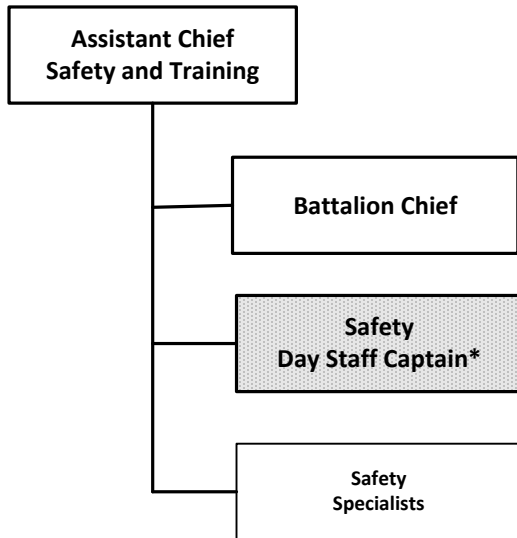 Assistant Chief
Safety and Training
Battalion Chief
Safety
Day Staff Captain*
Safety
Specialists